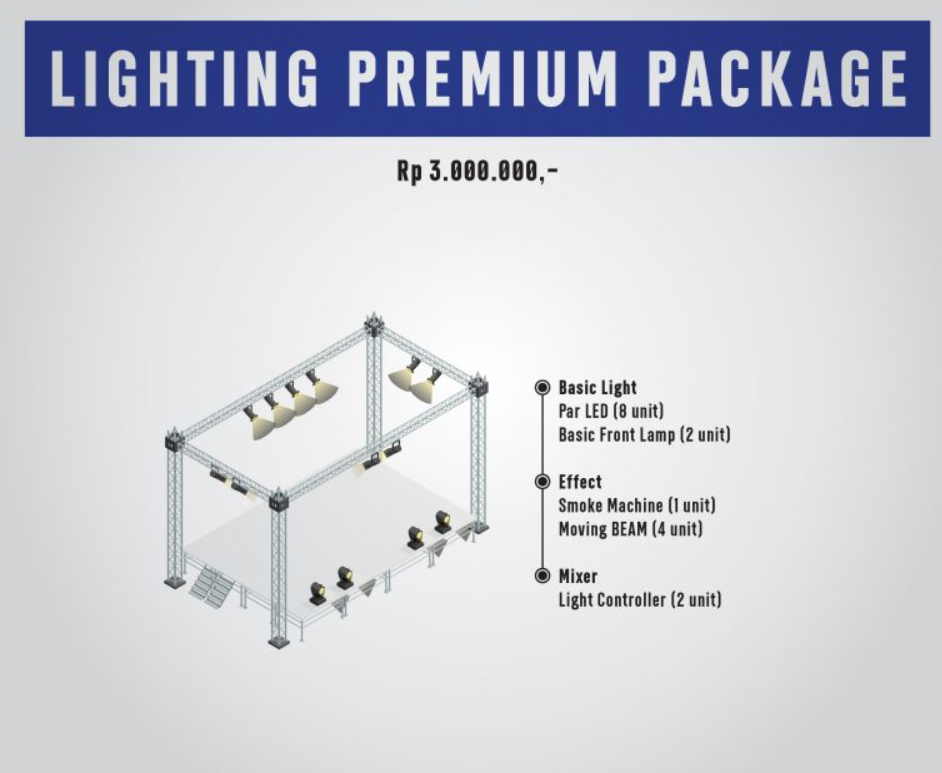 LIGHTING PREMIUM PACKAGE
Rp 3.000.000,-
Basic Light
Par LED (8 unit)
Basic Front Lamp (2 unit)
Effect
Smoke Machine (1 unit)
Moving BEAM (4 unit)
Mixer
Light Controller (2 unit)